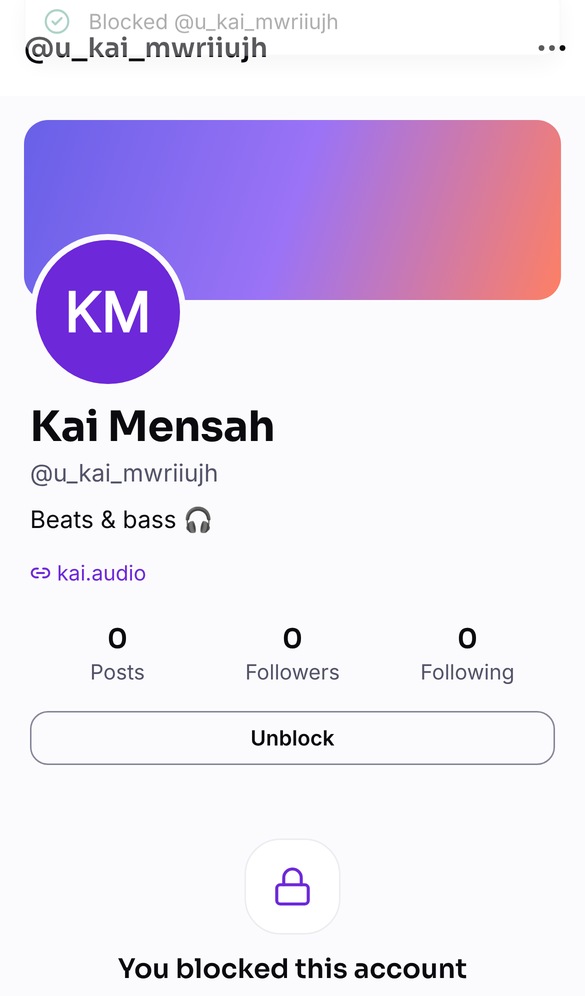 Blocked @u_kai_mwriiujh
@u_kai_mwriiujh
KM
Kai Mensah
@u_kai_mwriiujh
Beats & bass 🎧
kai.audio
0 0 0
Posts Followers Following
Unblock
You blocked this account